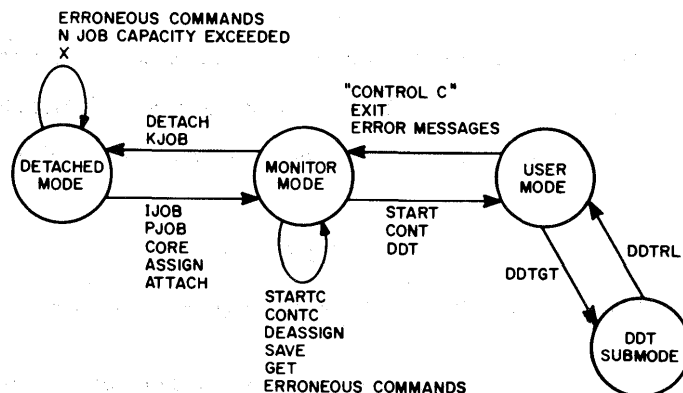 ERRONEOUS COMMANDS
N JOB CAPACITY EXCEEDED
X
DETACH
KJOB
"CONTROL C"
EXIT
ERROR MESSAGES
DETACHED
MODE
MONITOR
MODE
USER
MODE
IJOB
PJOB
CORE
ASSIGN
ATTACH
START
CONT
DDT
DDTGT
DDTRL
STARTC
CONTC
DEASSIGN
SAVE
GET
ERRONEOUS COMMANDS
DDT
SUBMODE